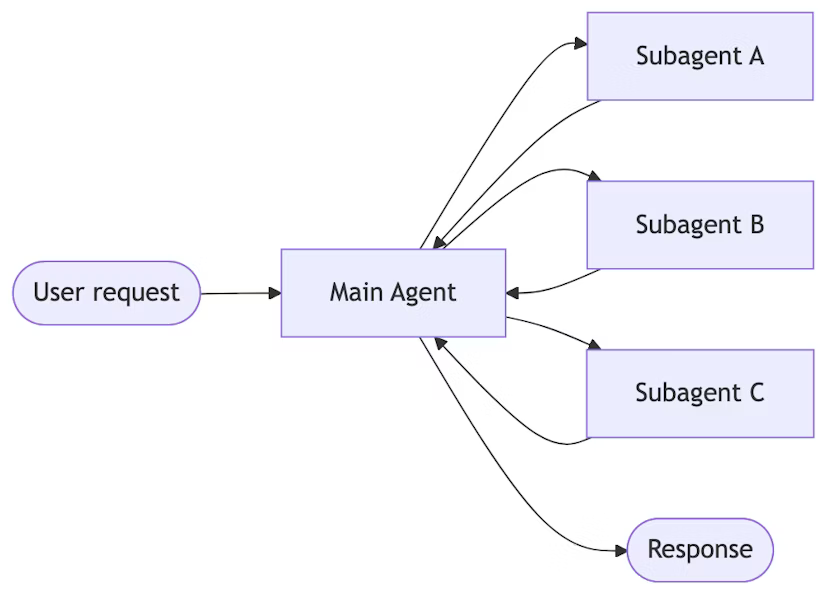 Subagent A
Subagent B
User request
Main Agent
Subagent C
Response